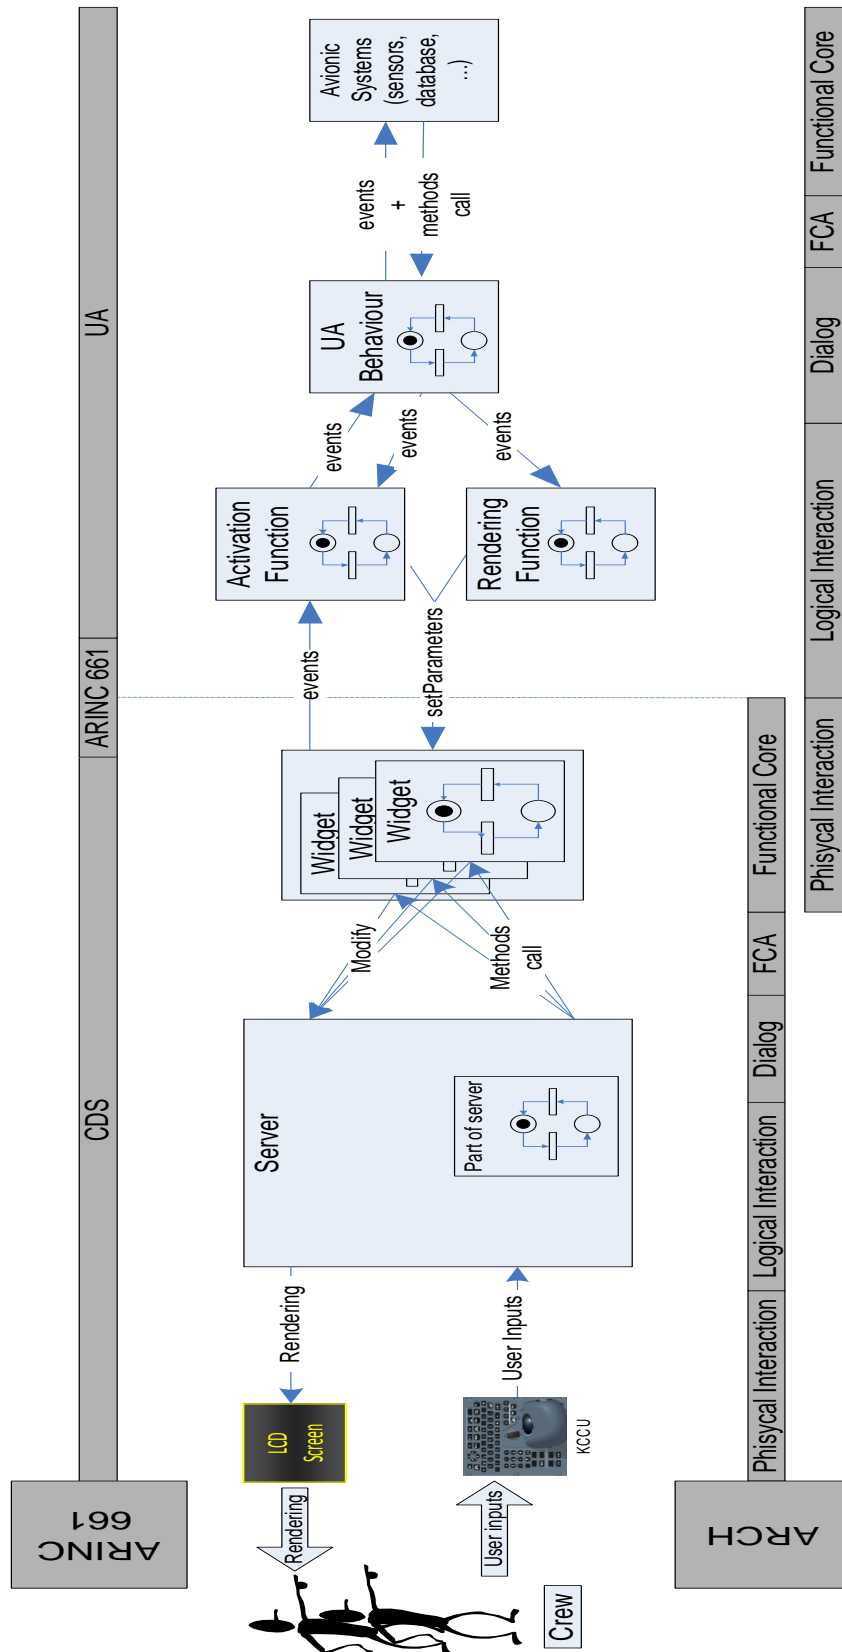 ARINC
661
CDS
ARINC 661
UA
Crew
Rendering
User inputs
LCD
Screen
KCCU
Rendering
User Inputs
Server
Part of server
Modify
Methods
call
Widget
Widget
Widget
events
setParameters
Activation
Function
Rendering
Function
events
events
events
UA
Behaviour
events
+
methods
call
Avionic
Systems
(sensors,
database,
...)
ARCH
Phisycal Interaction
Logical Interaction
Dialog
FCA
Functional Core
Phisycal Interaction
Logical Interaction
Dialog
FCA
Functional Core